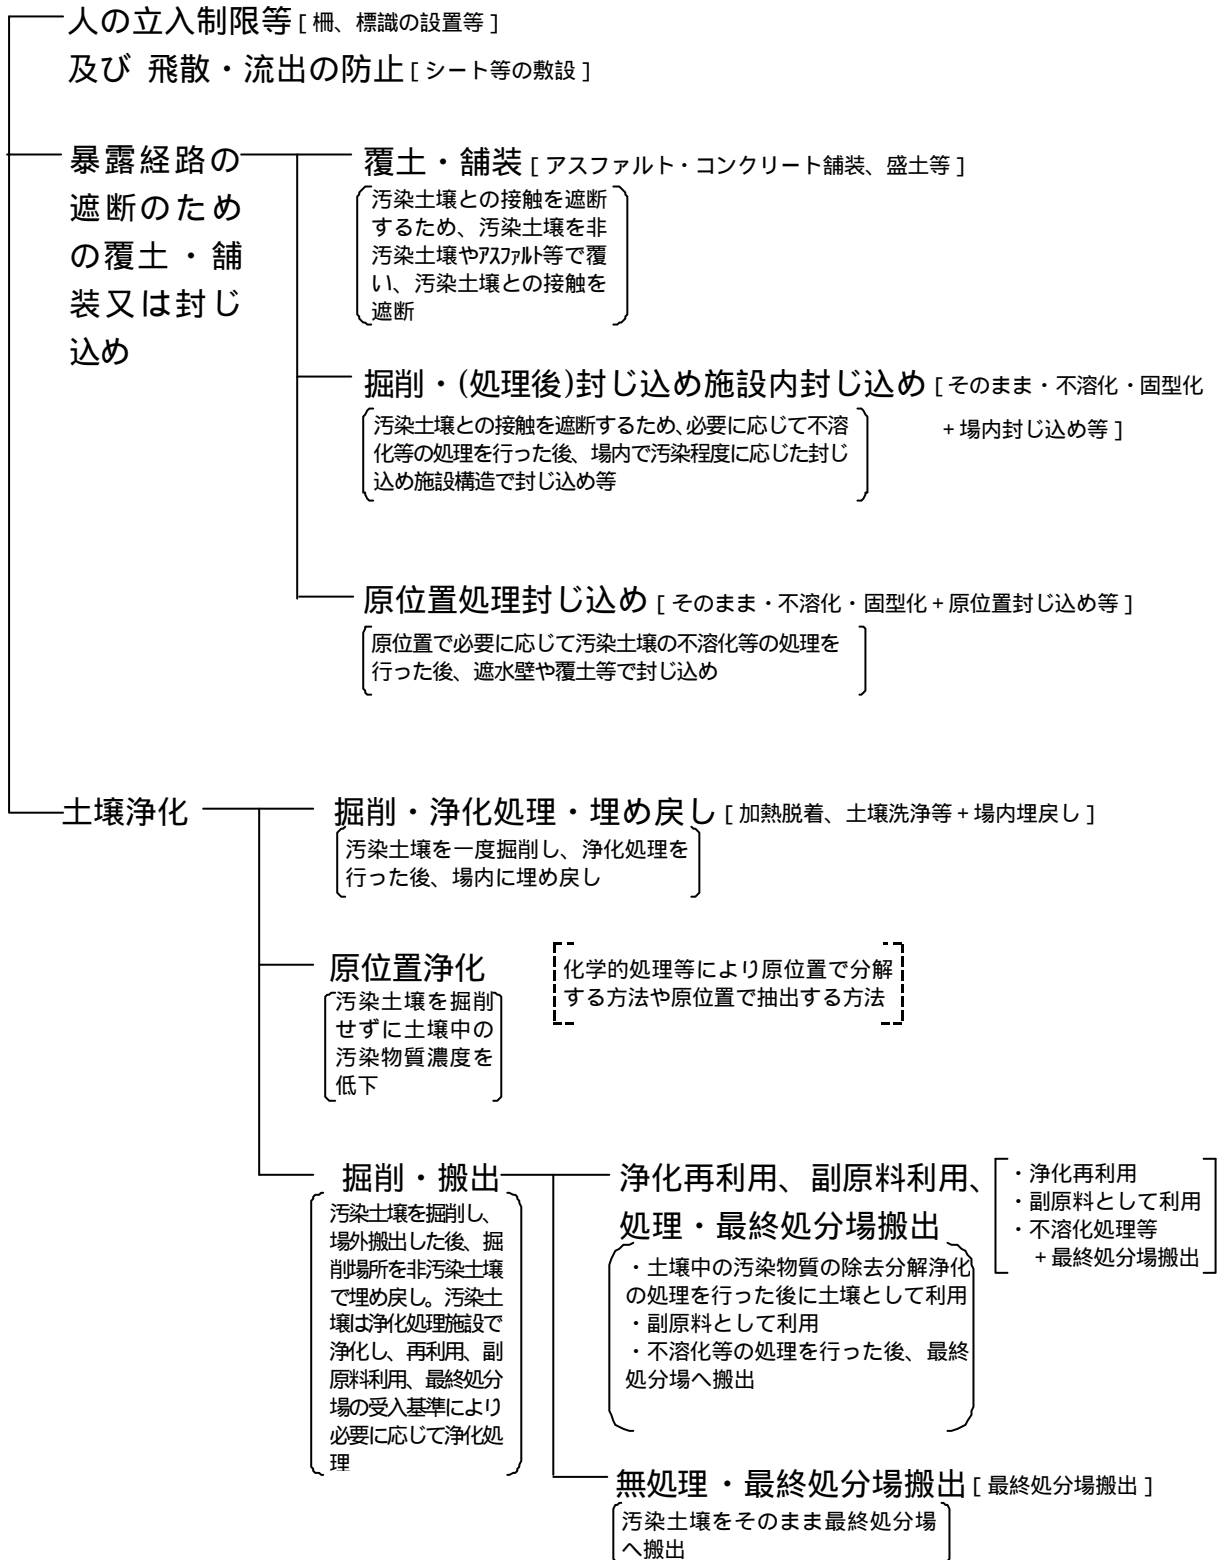 人の立入制限等［柵、標識の設置等］
及び 飛散・流出の防止［シート等の敷設］
暴露経路の
遮断のため
の覆土・舗
装又は封じ
込め
覆土・舗装［アスファルト・コンクリート舗装、盛土等］
汚染土壌との接触を遮断
するため、汚染土壌を非
汚染土壌やｱｽﾌｧﾙﾄ等で覆
い、汚染土壌との接触を
遮断
掘削・(処理後)封じ込め施設内封じ込め［そのまま・不溶化・固型化
+場内封じ込め等］
汚染土壌との接触を遮断するため、必要に応じて不溶
化等の処理を行った後、場内で汚染程度に応じた封じ
込め施設構造で封じ込め等
原位置処理封じ込め［そのまま・不溶化・固型化+原位置封じ込め等］
原位置で必要に応じて汚染土壌の不溶化等の処理を
行った後、遮水壁や覆土等で封じ込め
土壌浄化
掘削・浄化処理・埋め戻し［加熱脱着、土壌洗浄等+場内埋戻し］
汚染土壌を一度掘削し、浄化処理を
行った後、場内に埋め戻し
原位置浄化
汚染土壌を掘削
せずに土壌中の
汚染物質濃度を
低下
化学的処理等により原位置で分解
する方法や原位置で抽出する方法
掘削・搬出
汚染土壌を掘削し、
場外搬出した後、掘
削場所を非汚染土壌
で埋め戻し。汚染土
壌は浄化処理施設で
浄化し、再利用、副
原料利用、最終処分
場の受入基準により
必要に応じて浄化処
理
浄化再利用、副原料利用、
処理・最終処分場搬出
・浄化再利用
・副原料として利用
・不溶化処理等
+最終処分場搬出
・土壌中の汚染物質の除去分解浄化
の処理を行った後に土壌として利用
・副原料として利用
・不溶化等の処理を行った後、最終
処分場へ搬出
無処理・最終処分場搬出［最終処分場搬出］
汚染土壌をそのまま最終処分場
へ搬出